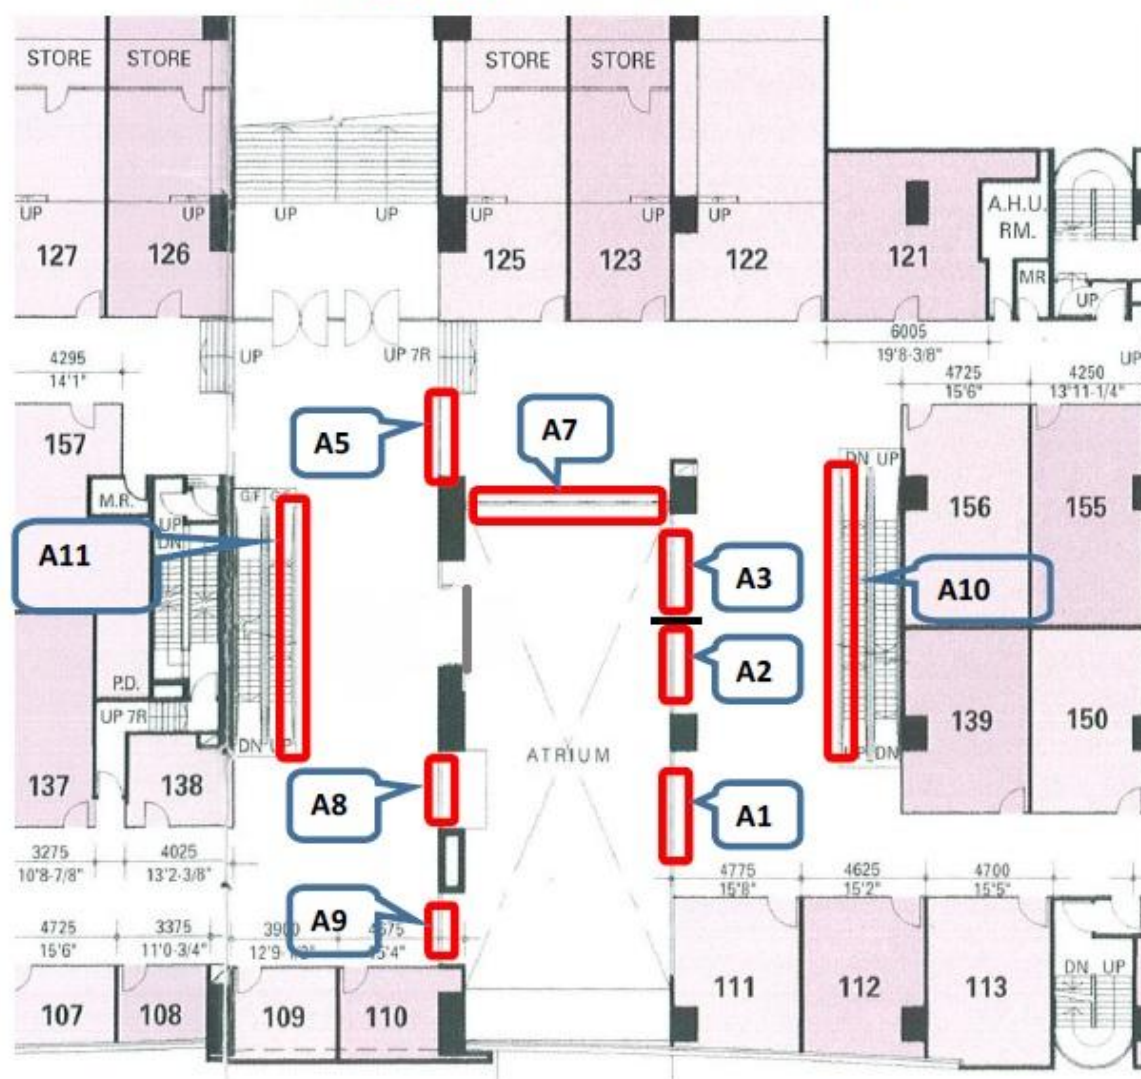 STORE STORE STORE STORE
UP UP UP UP UP UP UP
127 126 125 123 122 121
A.H.U.
RM.
MR
UP
UP UP 7R
6005
19'8-3/8"
UP
4295
14'1"
4725 4250
15'6" 13'11-1/4"
A5 A7
157
DN UP
M.R.
G/F
156 155
UP
DN
A11
A3 A10
A2
P.D.
UP 7R
139 150
DN UP
ATRIUM
UP DN
137 138
A8 A1
3275 4025
10'8-7/8" 13'2-3/8"
4775 4625 4700
15'8" 15'2" 15'5"
A9
4725 3375 3900
15'6" 11'0-3/4"
DN UP
107 108 109 110
111 112 113